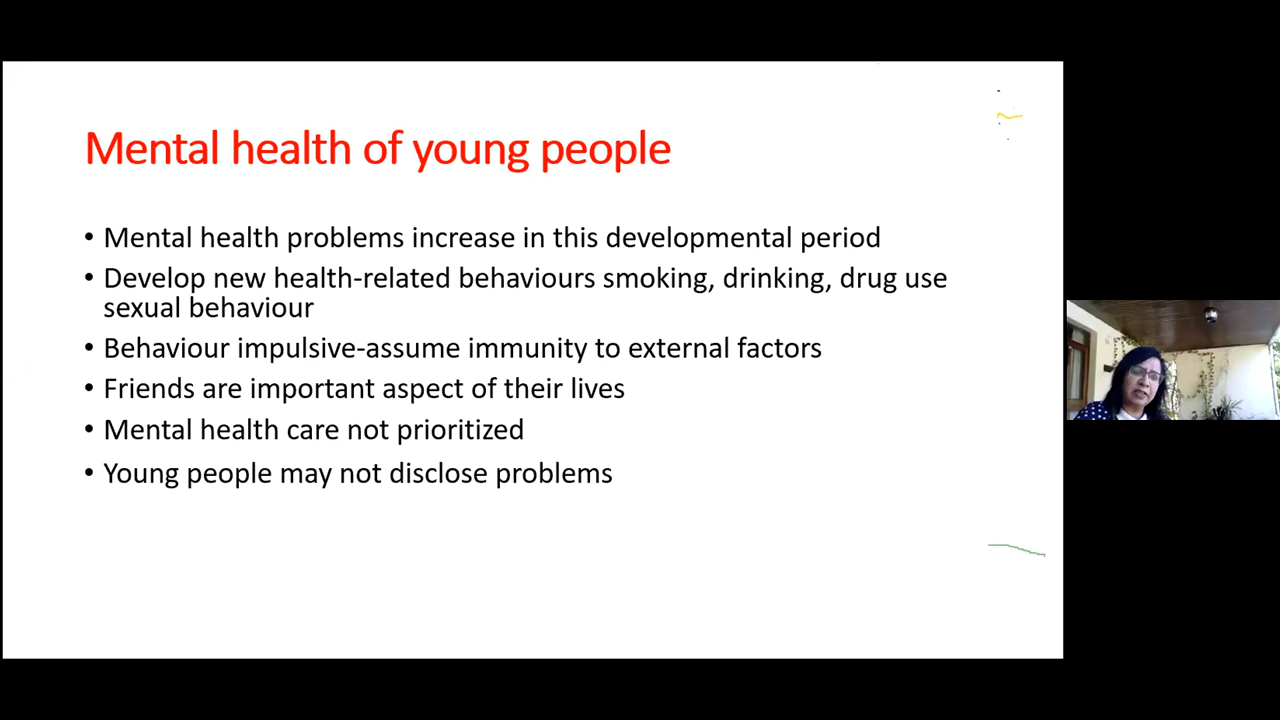 Mental health of young people
• Mental health problems increase in this developmental period
• Develop new health-related behaviours smoking, drinking, drug use
sexual behaviour
• Behaviour impulsive-assume immunity to external factors
• Friends are important aspect of their lives
• Mental health care not prioritized
• Young people may not disclose problems